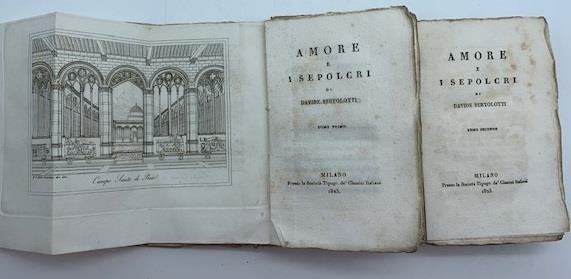 Campo Santo di Pisa
AMORE
E
I SEPOLCRI
DI
DAVIDE BERTOLOTTI
TOMO PRIMO
MILANO
Presso la Società Tipogr. de' Classici Italiani
1823.
AMORE
E
I SEPOLCRI
DI
DAVIDE BERTOLOTTI
TOMO SECONDO
MILANO
Presso la Società Tipogr. de' Classici Italiani
1823.